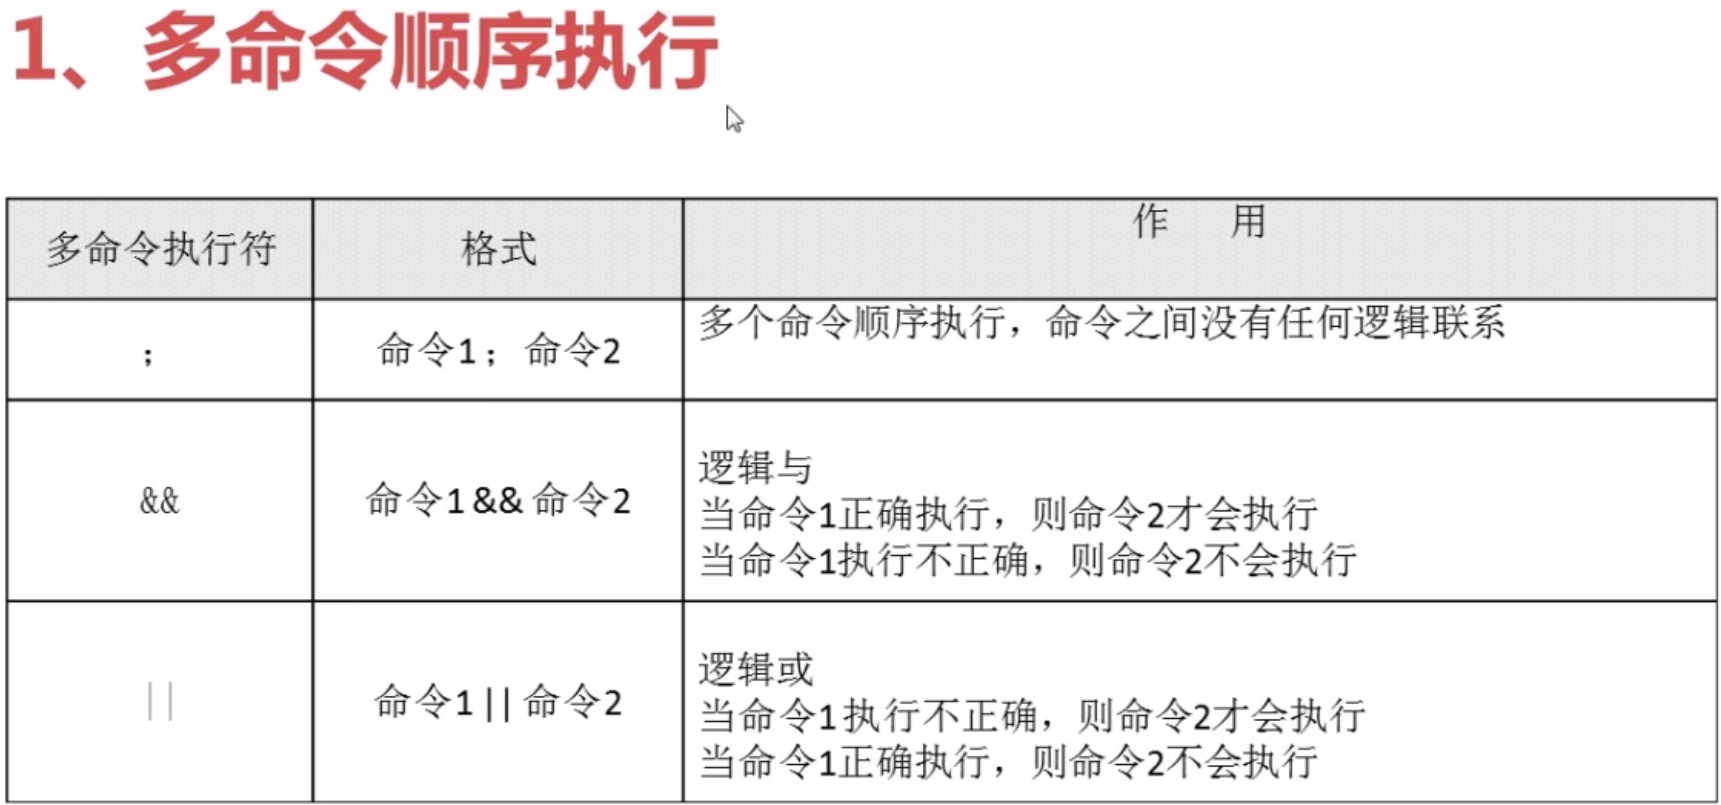 1、多命令顺序执行
多命令执行符 格式 作 用
； 命令1；命令2 多个命令顺序执行，命令之间没有任何逻辑联系
&& 命令1 && 命令2
逻辑与
当命令1正确执行，则命令2才会执行
当命令1执行不正确，则命令2不会执行
|| 命令1 || 命令2
逻辑或
当命令1 执行不正确，则命令2才会执行
当命令1正确执行，则命令2不会执行